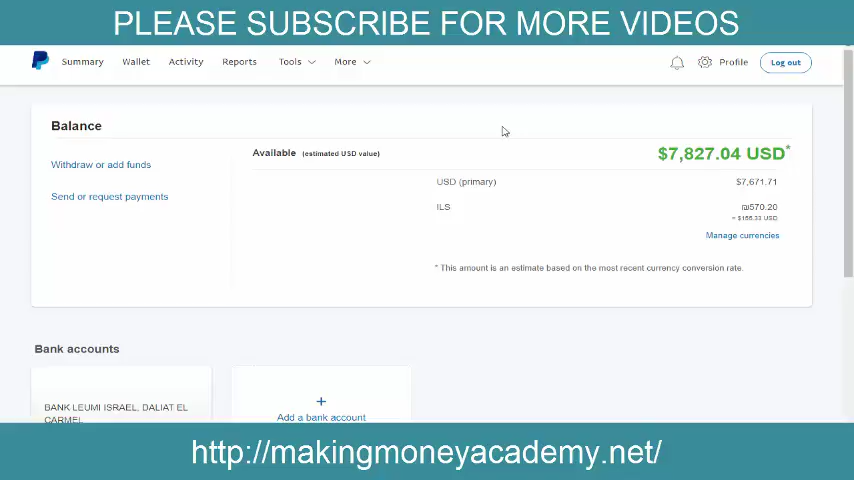 PLEASE SUBSCRIBE FOR MORE VIDEOS
Summary Wallet Activity Reports Tools More Profile Log out
Balance
Withdraw or add funds
Send or request payments
Available (estimated USD value) $7,827.04 USD*
USD (primary) $7,671.71
ILS ₪570.20
Manage currencies
* This amount is an estimate based on the most recent currency conversion rate.
Bank accounts
BANK LEUMI ISRAEL, DALIAT EL
CARMEL
+
Add a bank account
http://makingmoneyacademy.net/